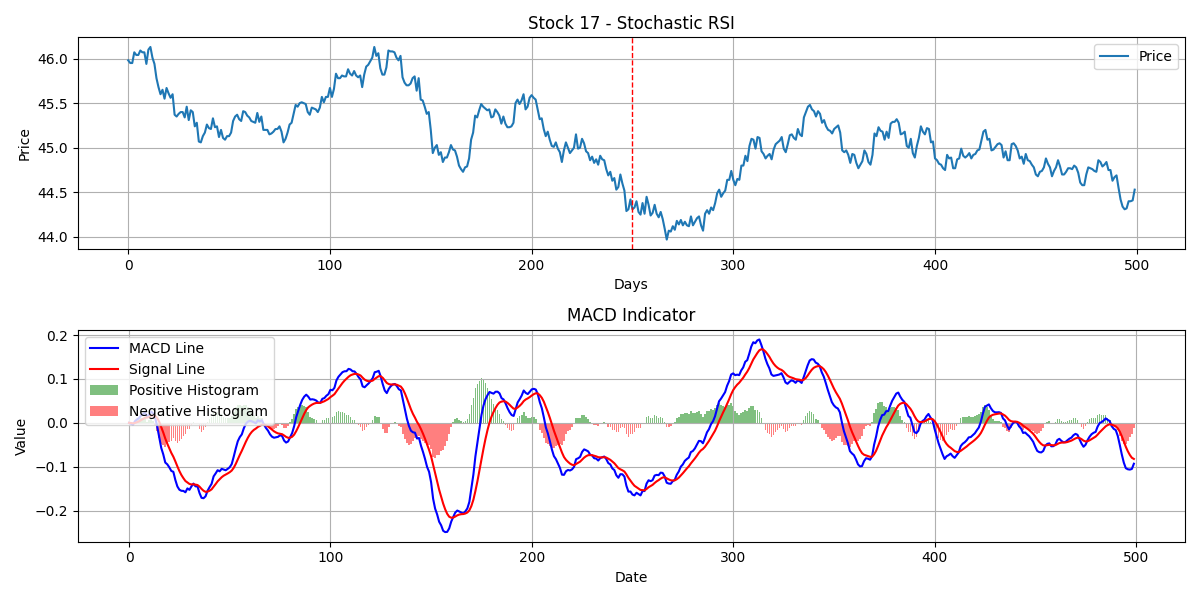 Stock 17 - Stochastic RSI
Price
46.0
45.5
45.0
44.5
44.0
Price
0
100
200
300
400
500
Days
MACD Indicator
MACD Line
Signal Line
Positive Histogram
Negative Histogram
0.2
0.1
0.0
−0.1
−0.2
Value
0
100
200
300
400
500
Date